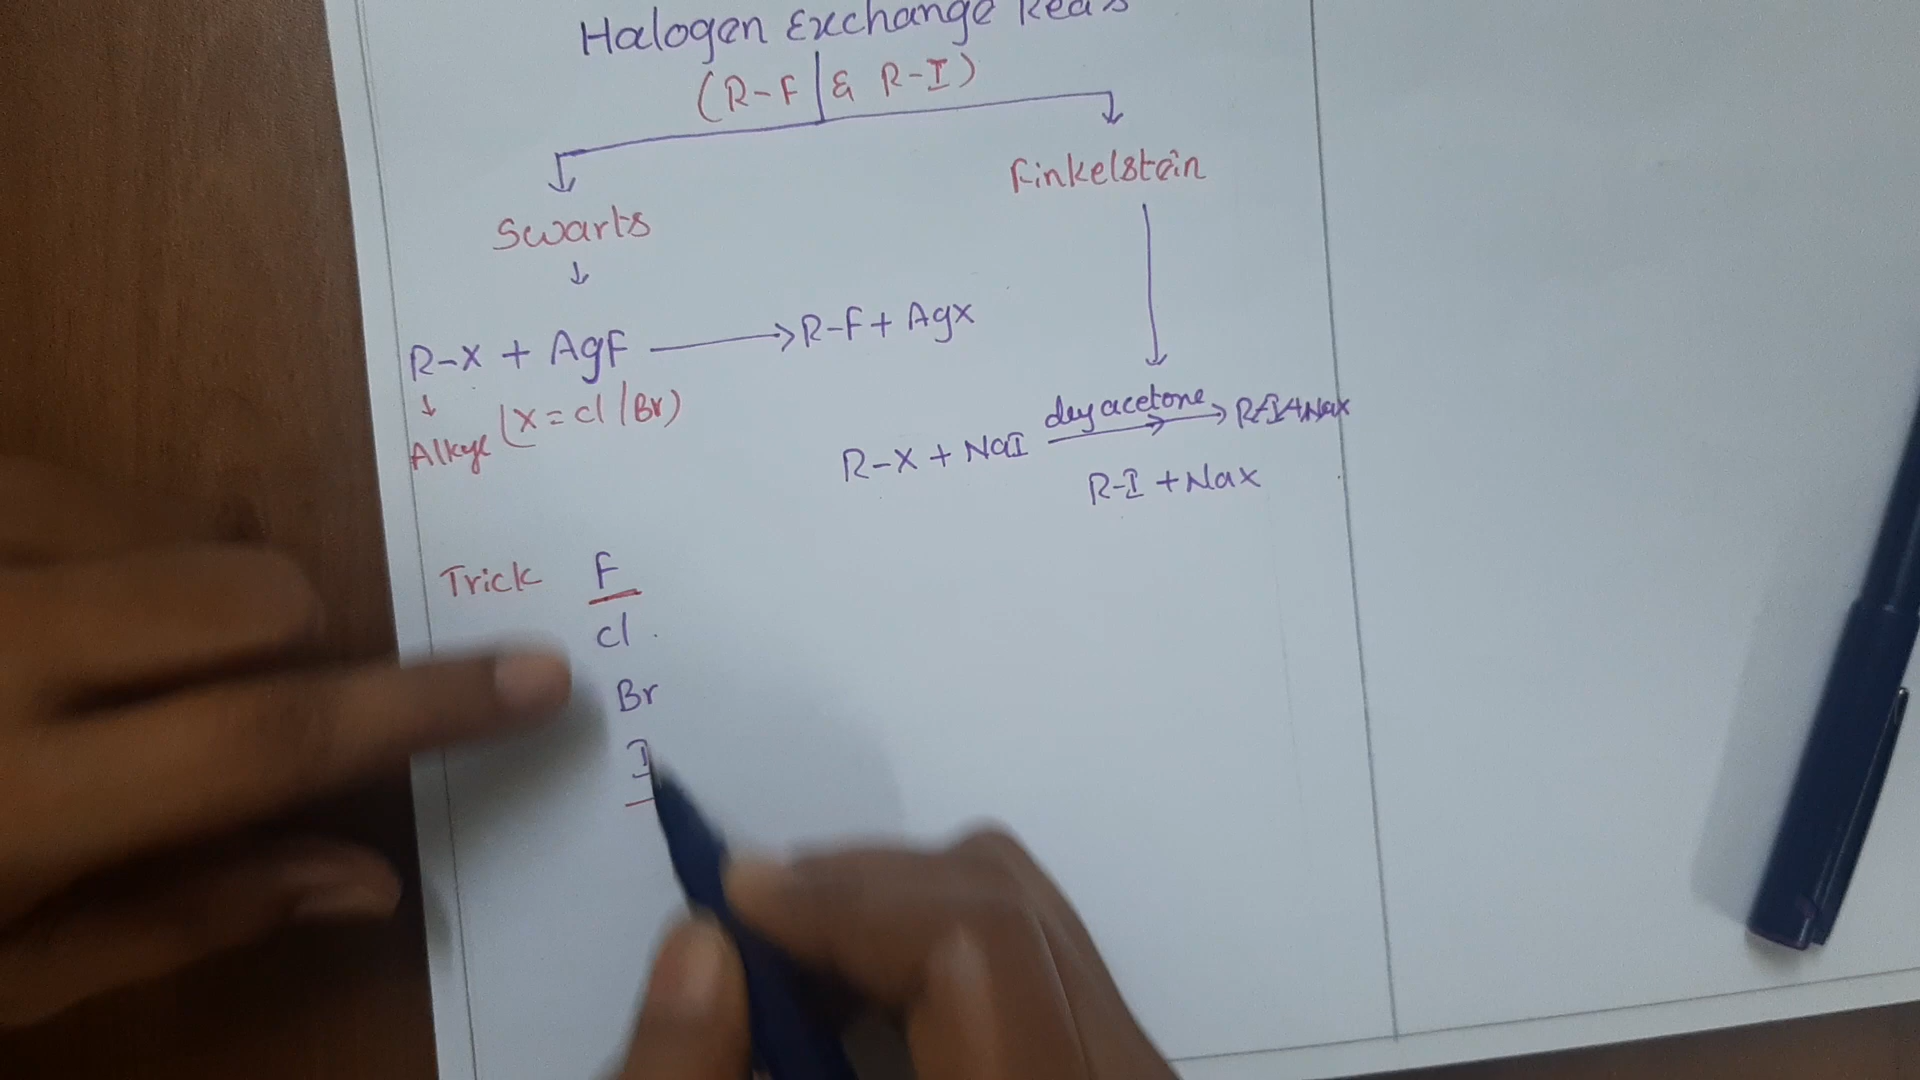 Halogen Exchange
(R-F & R-I)
Finkelstein
Swarts
R-X + AgF → R-F + AgX
Alkyl (X = Cl / Br)
dry acetone
R-X + NaI → R-I + NaX
R-I + NaX
Trick F
Cl
Br
I